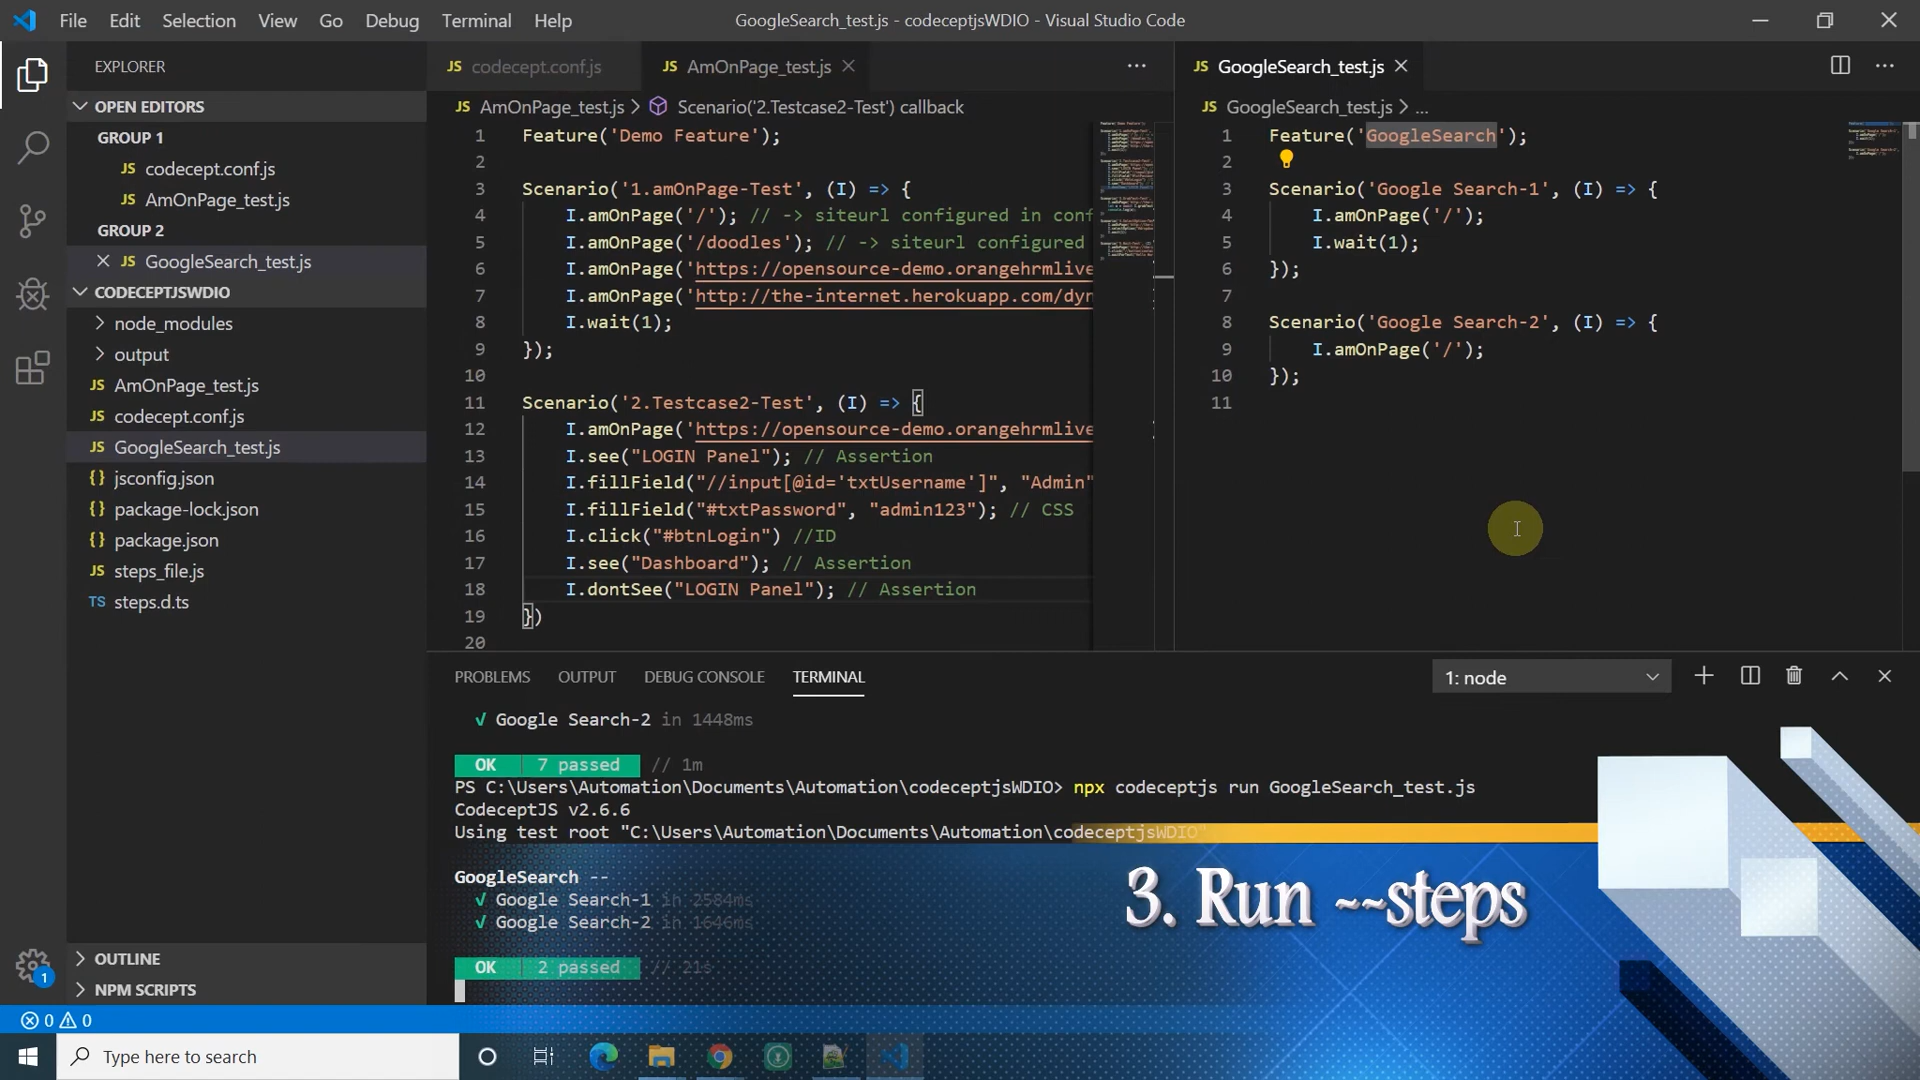 File Edit Selection View Go Debug Terminal Help
GoogleSearch_test.js - codeceptjsWDIO - Visual Studio Code
EXPLORER
OPEN EDITORS
GROUP 1
JS codecept.conf.js
JS AmOnPage_test.js
GROUP 2
JS GoogleSearch_test.js
CODECEPTJSWDIO
node_modules
output
JS AmOnPage_test.js
JS codecept.conf.js
JS GoogleSearch_test.js
{} jsconfig.json
{} package-lock.json
{} package.json
JS steps_file.js
TS steps.d.ts
OUTLINE
NPM SCRIPTS
1
JS codecept.conf.js JS AmOnPage_test.js
JS AmOnPage_test.js > Scenario('2.Testcase2-Test') callback
1 Feature('Demo Feature');
2
3 Scenario('1.amOnPage-Test', (I) => {
4 I.amOnPage('/'); // -> siteurl configured in conf
5 I.amOnPage('/doodles'); // -> siteurl configured
6 I.amOnPage('https://opensource-demo.orangehrmlive
7 I.amOnPage('http://the-internet.herokuapp.com/dyn
8 I.wait(1);
9 });
10
11 Scenario('2.Testcase2-Test', (I) => {
12 I.amOnPage('https://opensource-demo.orangehrmlive
13 I.see("LOGIN Panel"); // Assertion
14 I.fillField("//input[@id='txtUsername']", "Admin"
15 I.fillField("#txtPassword", "admin123"); // CSS
16 I.click("#btnLogin") //ID
17 I.see("Dashboard"); // Assertion
18 I.dontSee("LOGIN Panel"); // Assertion
19 })
20
JS GoogleSearch_test.js
JS GoogleSearch_test.js > ...
1 Feature('GoogleSearch');
2
3 Scenario('Google Search-1', (I) => {
4 I.amOnPage('/');
5 I.wait(1);
6 });
7
8 Scenario('Google Search-2', (I) => {
9 I.amOnPage('/');
10 });
11
PROBLEMS OUTPUT DEBUG CONSOLE TERMINAL
1: node
√ Google Search-2 in 1448ms
OK | 7 passed // 1m
PS C:\Users\Automation\Documents\Automation\codeceptjsWDIO> npx codeceptjs run GoogleSearch_test.js
CodeceptJS v2.6.6
Using test root "C:\Users\Automation\Documents\Automation\codeceptjsWDIO"
GoogleSearch --
√ Google Search-1 in 2584ms
√ Google Search-2 in 1646ms
OK | 2 passed // 21s
3. Run ~~steps
0 0
Type here to search